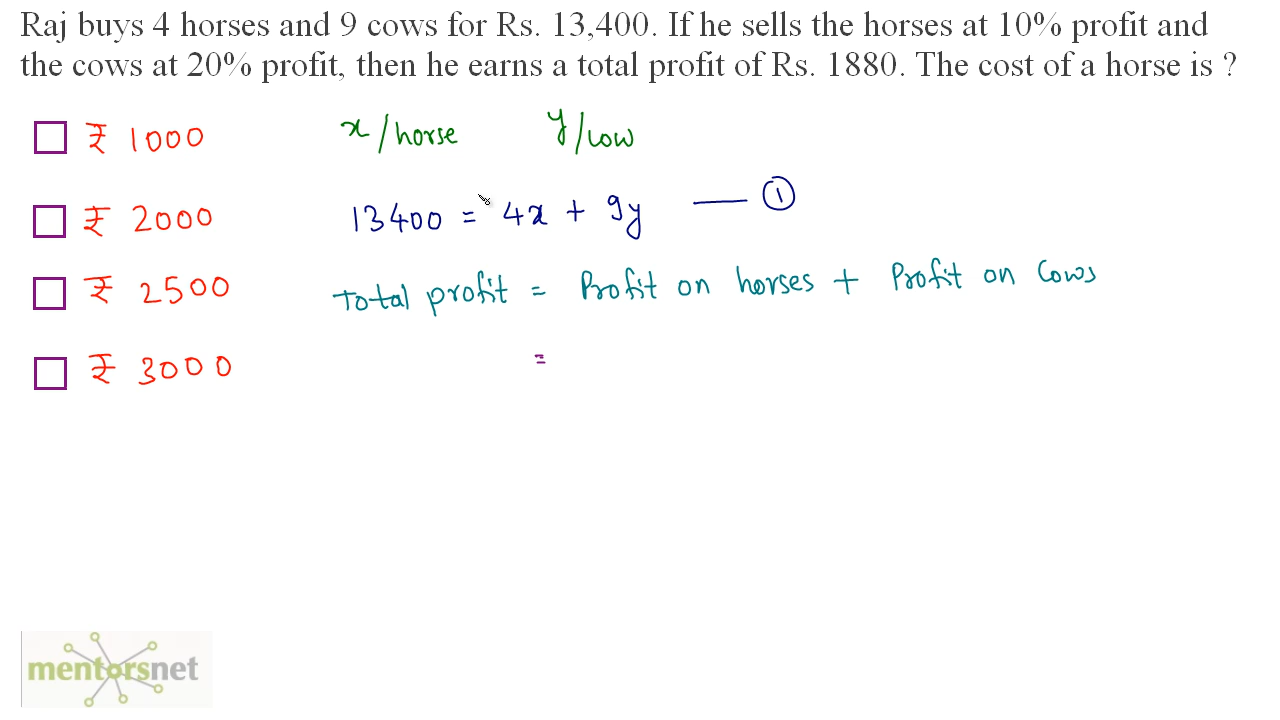 Raj buys 4 horses and 9 cows for Rs. 13,400. If he sells the horses at 10% profit and
the cows at 20% profit, then he earns a total profit of Rs. 1880. The cost of a horse is ?
₹ 1000
x/horse y/cow
₹ 2000
13400 = 4x + 9y — ①
₹ 2500
Total profit = Profit on horses + Profit on Cows
₹ 3000
=
mentorsnet